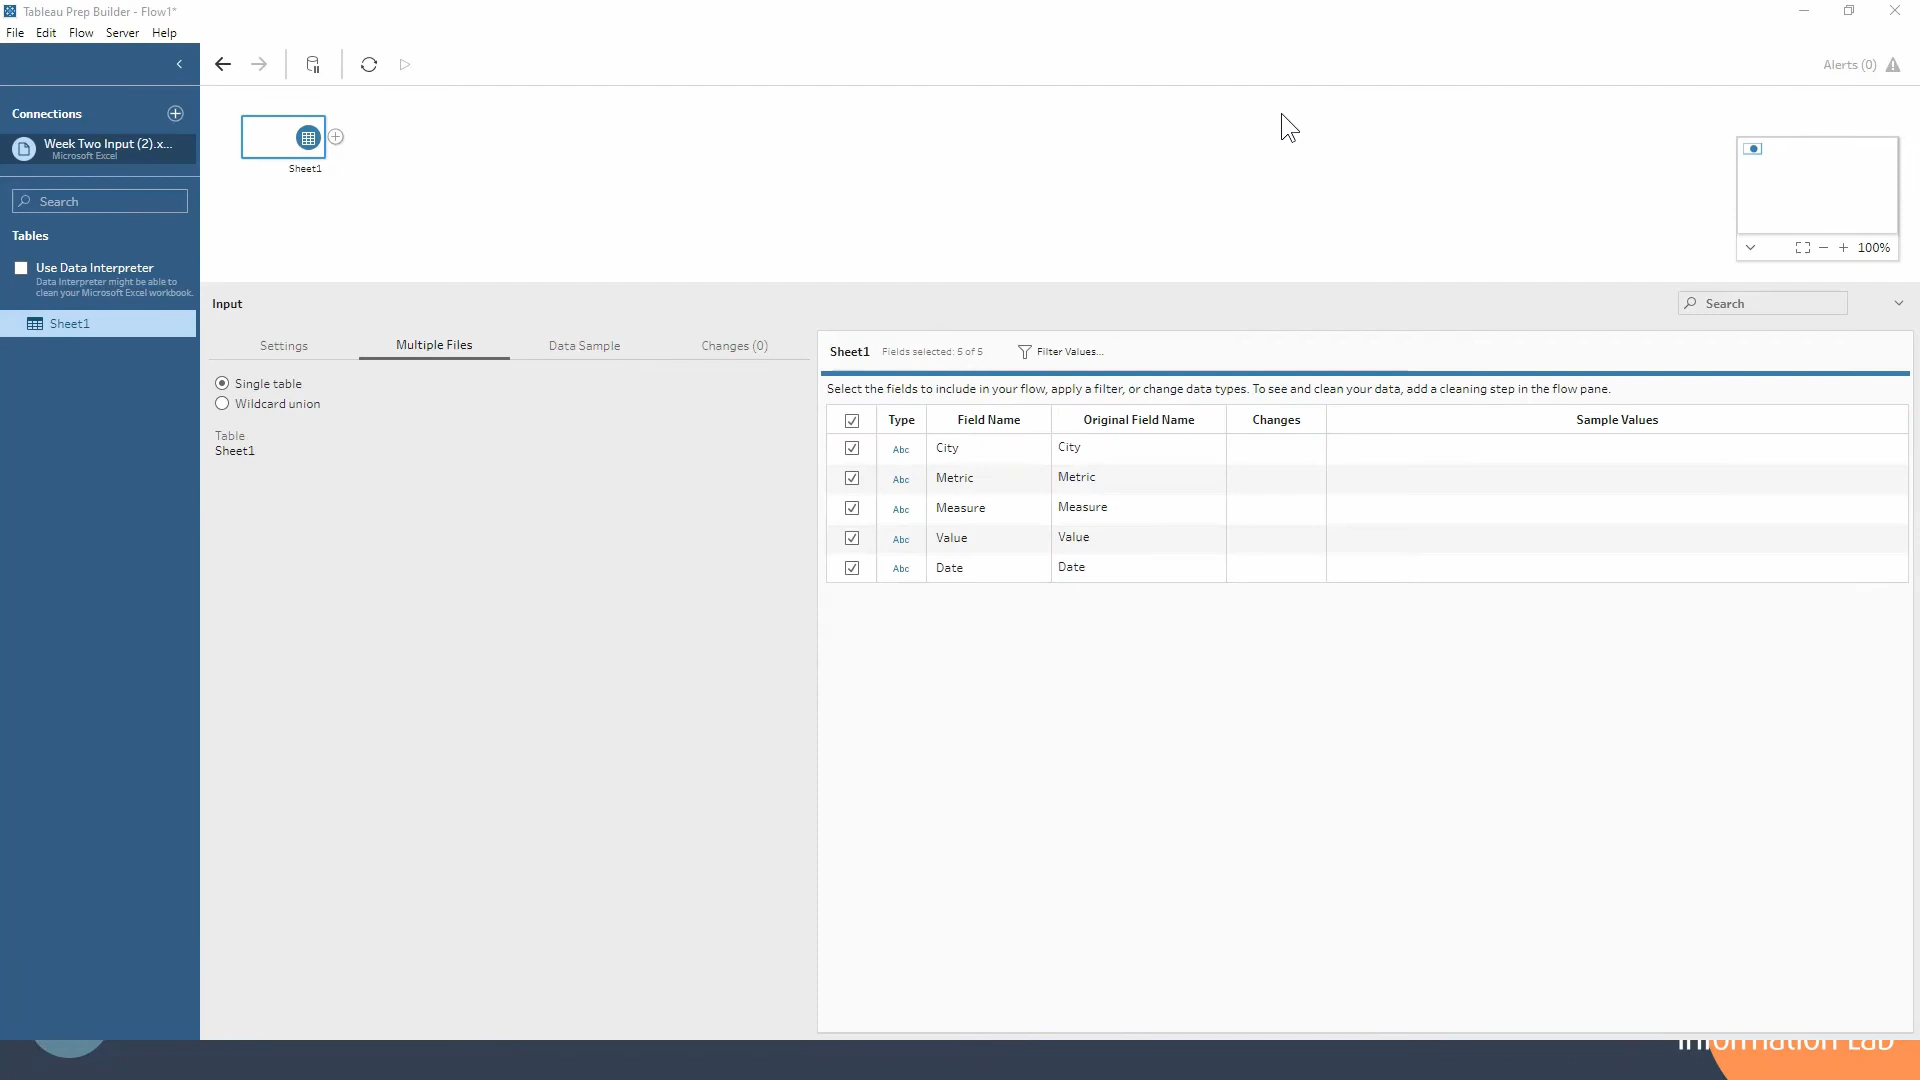 Tableau Prep Builder - Flow1*
File Edit Flow Server Help
Alerts (0)
Connections
Week Two Input (2).x...
Microsoft Excel
Sheet1
Search
Tables
Use Data Interpreter
Data Interpreter might be able to
clean your Microsoft Excel workbook.
Sheet1
100%
Input
Search
Settings Multiple Files Data Sample Changes (0)
Single table
Wildcard union
Table
Sheet1
Sheet1 Fields selected: 5 of 5 Filter Values...
Select the fields to include in your flow, apply a filter, or change data types. To see and clean your data, add a cleaning step in the flow pane.
Type Field Name Original Field Name Changes Sample Values
Abc City City
Abc Metric Metric
Abc Measure Measure
Abc Value Value
Abc Date Date
Information Lab